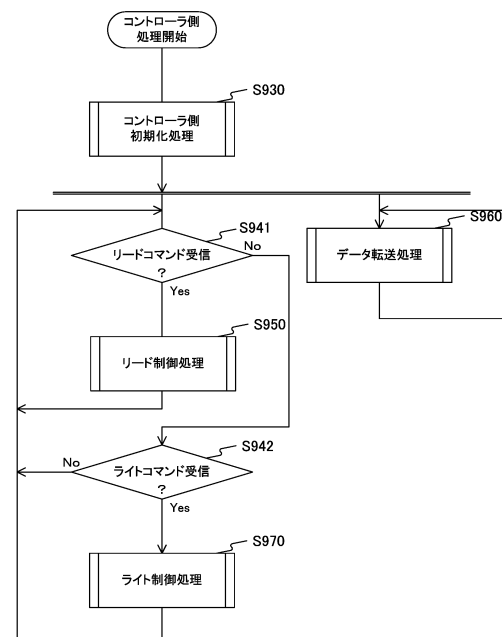 コントローラ側
処理開始
S930
コントローラ側
初期化処理
S941
リードコマンド受信
?
No
Yes
S960
データ転送処理
S950
リード制御処理
S942
ライトコマンド受信
?
No
Yes
S970
ライト制御処理